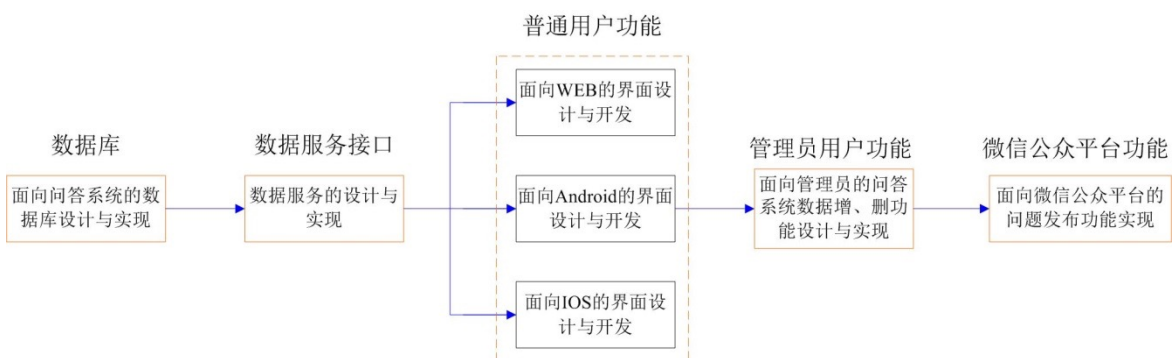 普通用户功能
面向WEB的界面设
计与开发
数据库
面向问答系统的数
据库设计与实现
数据服务接口
数据服务的设计与
实现
面向Android的界面
设计与开发
面向IOS的界面设
计与开发
管理员用户功能
面向管理员的问答
系统数据增、删功
能设计与实现
微信公众平台功能
面向微信公众平台的
问题发布功能实现